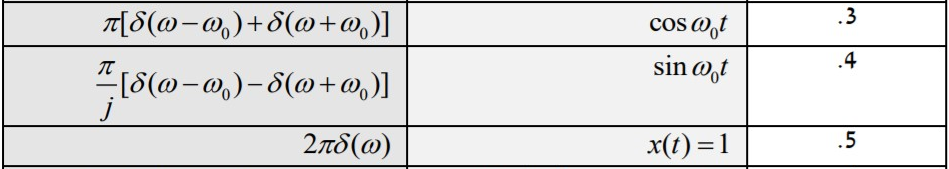 π[δ(ω−ω₀)+δ(ω+ω₀)] cos ω₀t .3
π/j [δ(ω−ω₀)−δ(ω+ω₀)] sin ω₀t .4
2πδ(ω) x(t)=1 .5